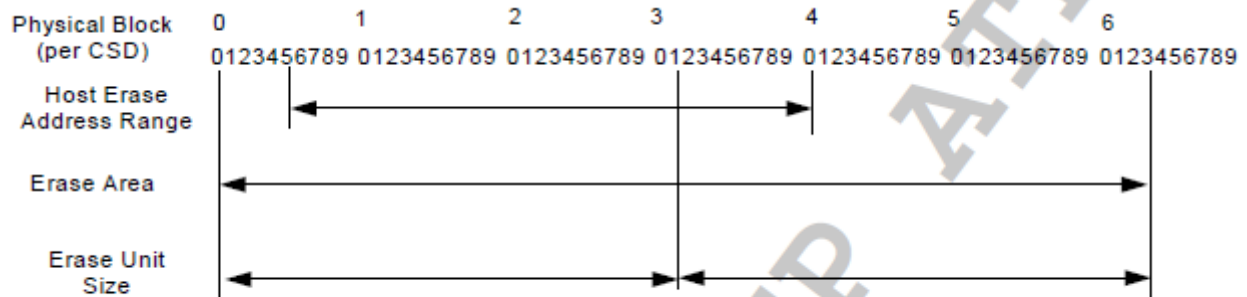 Physical Block 0 1 2 3 4 5 6
(per CSD) 0123456789 0123456789 0123456789 0123456789 0123456789 0123456789 0123456789
Host Erase
Address Range
Erase Area
Erase Unit
Size